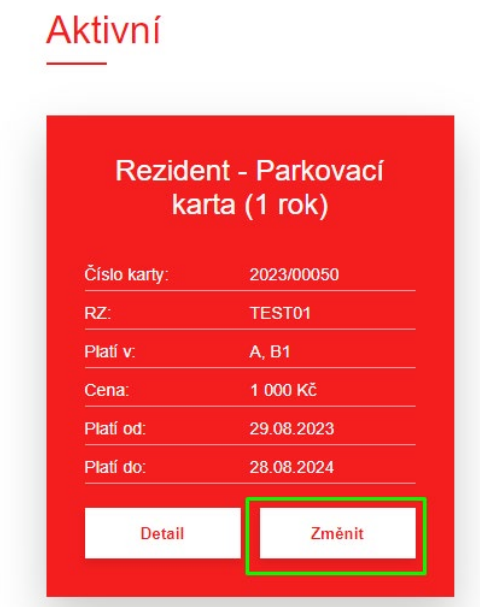 Aktivní
Rezident - Parkovací
karta (1 rok)
Číslo karty: 2023/00050
RZ: TEST01
Platí v: A, B1
Cena: 1 000 Kč
Platí od: 29.08.2023
Platí do: 28.08.2024
Detail Změnit